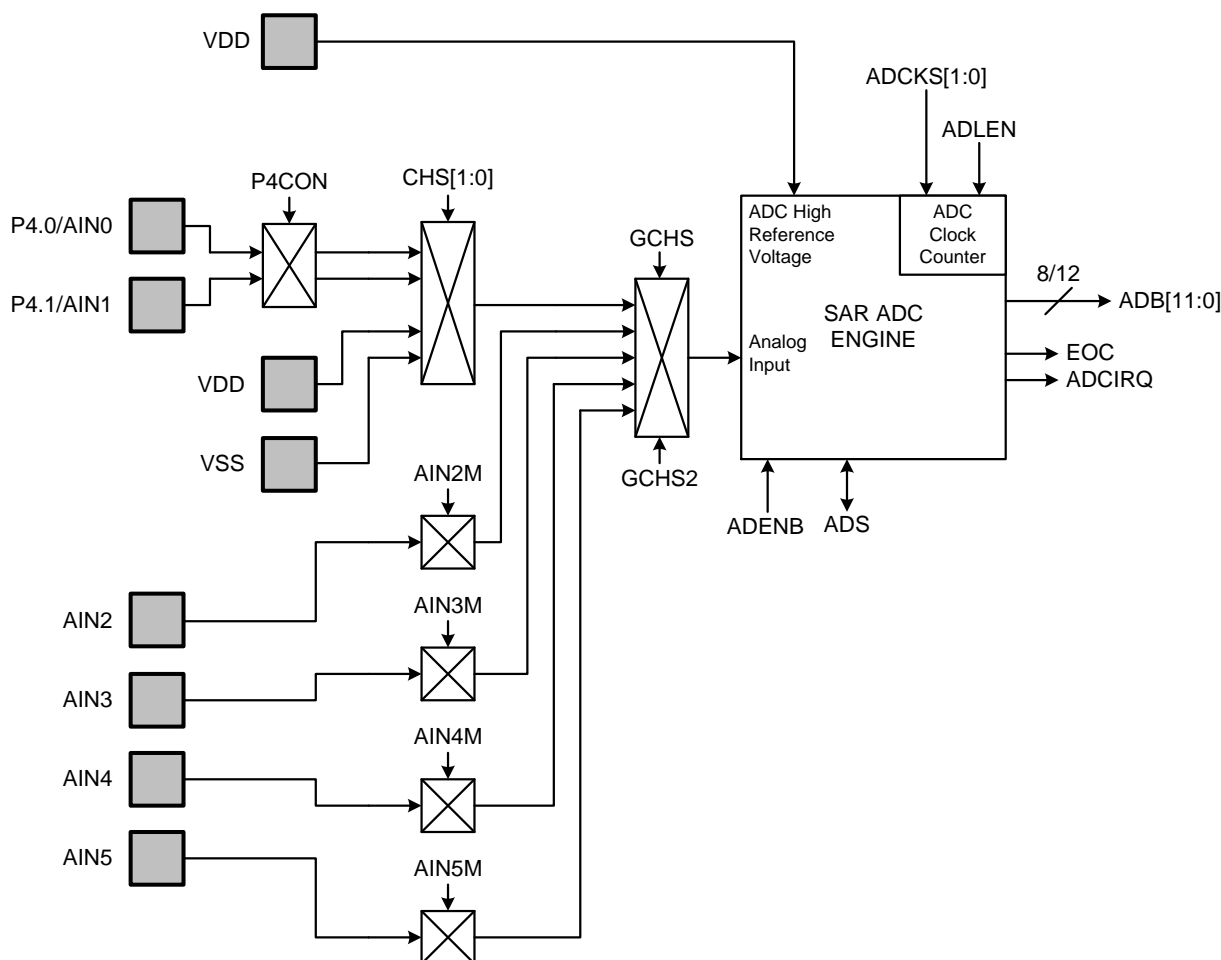 VDD
ADCKS[1:0]
ADLEN
P4CON
CHS[1:0]
P4.0/AIN0
P4.1/AIN1
GCHS
ADC High
Reference
Voltage
ADC
Clock
Counter
8/12
ADB[11:0]
SAR ADC
ENGINE
Analog
Input
EOC
ADCIRQ
VDD
VSS
AIN2M
GCHS2
ADENB
ADS
AIN2
AIN3M
AIN3
AIN4M
AIN4
AIN5
AIN5M